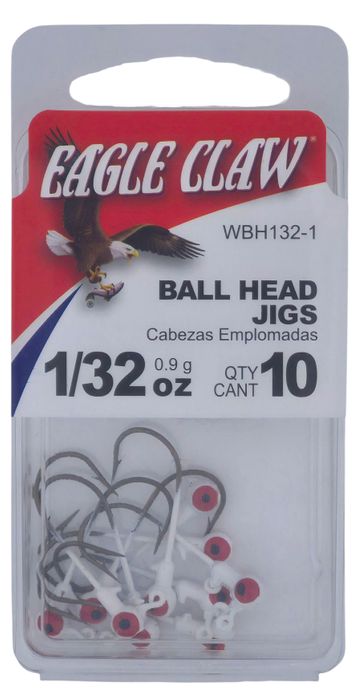 EAGLE CLAW®
WBH132-1
BALL HEAD
JIGS
Cabezas Emplomadas
1/32 oz
0.9 g
QTY
CANT
10